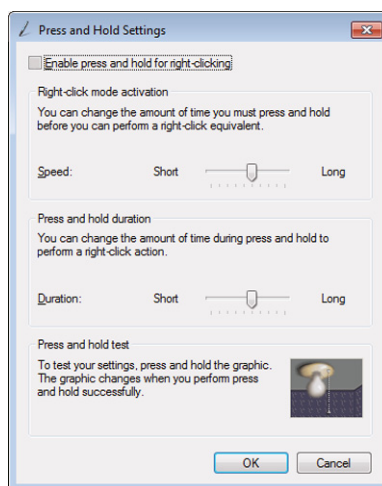 Press and Hold Settings
Enable press and hold for right-clicking
Right-click mode activation
You can change the amount of time you must press and hold
before you can perform a right-click equivalent.
Speed: Short Long
Press and hold duration
You can change the amount of time during press and hold to
perform a right-click action.
Duration: Short Long
Press and hold test
To test your settings, press and hold the graphic.
The graphic changes when you perform press
and hold successfully.
OK Cancel